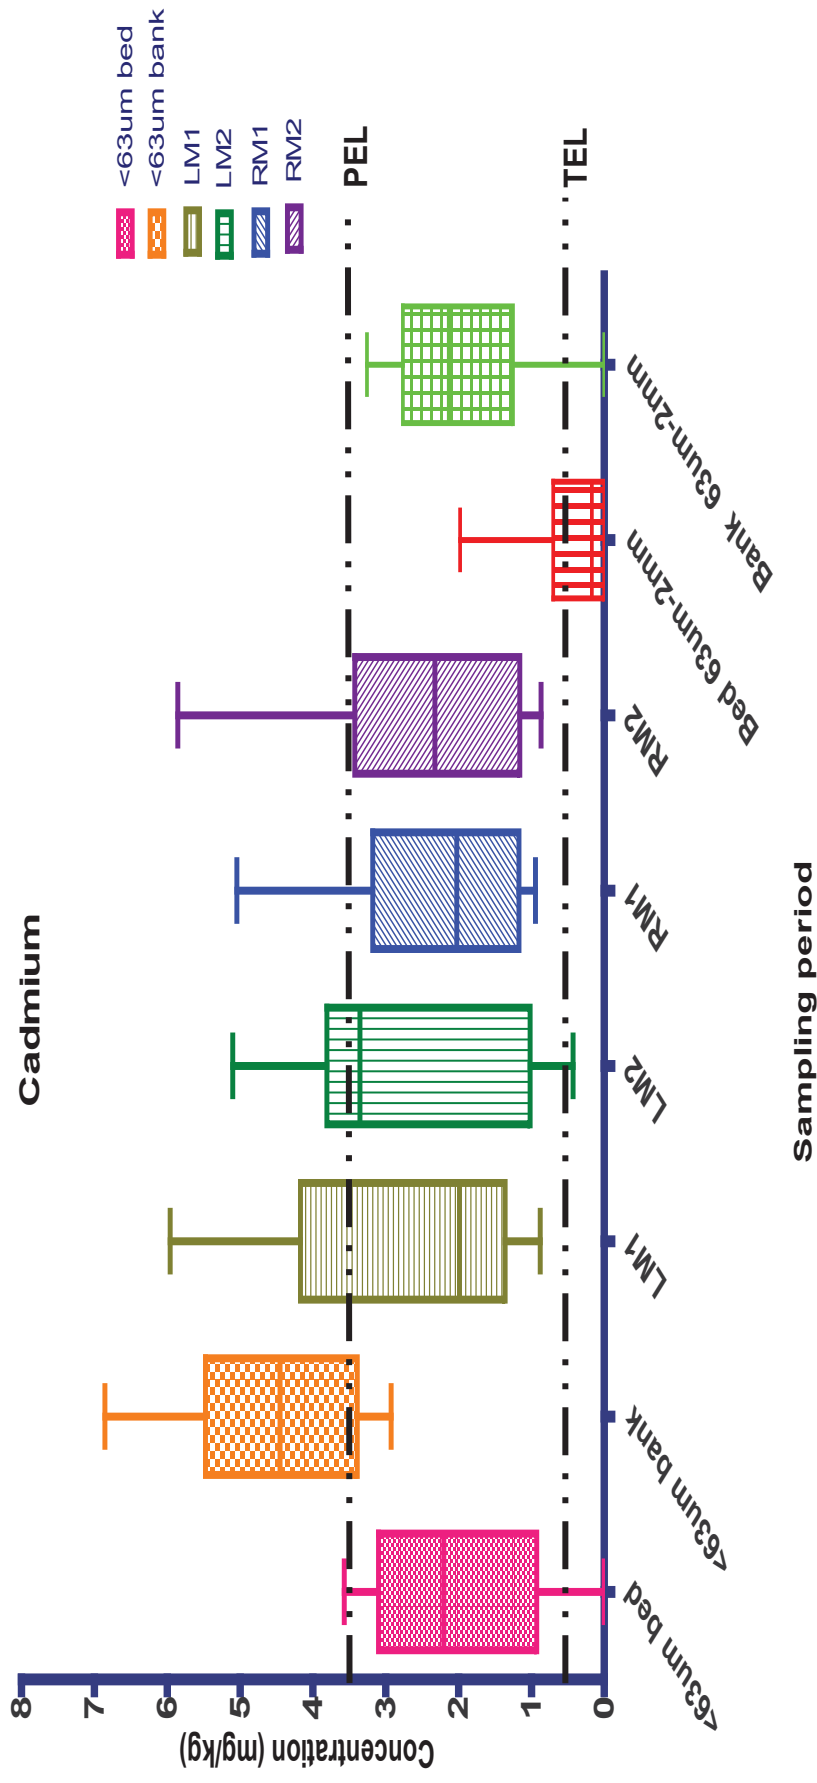 Cadmium
<63um bed
<63um bank
LM1
LM2
RM1
RM2
PEL
TEL
Concentration (mg/kg)
8
7
6
5
4
3
2
1
0
<63um bed
<63um bank
LM1
LM2
RM1
RM2
Bed 63um-2mm
Bank 63um-2mm
Sampling period